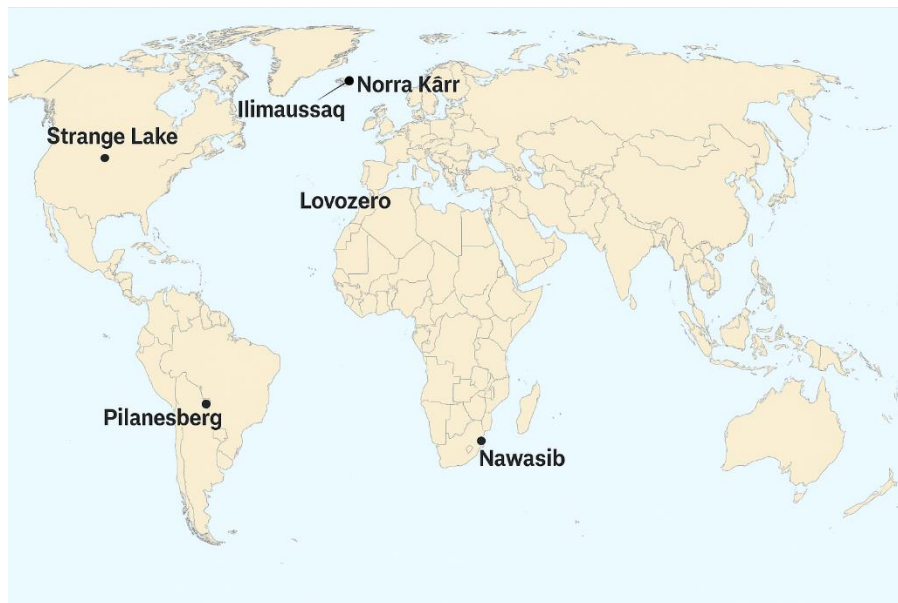 Norra Kârr
Ilimaussaq
Strange Lake
Lovozero
Pilanesberg
Nawasib